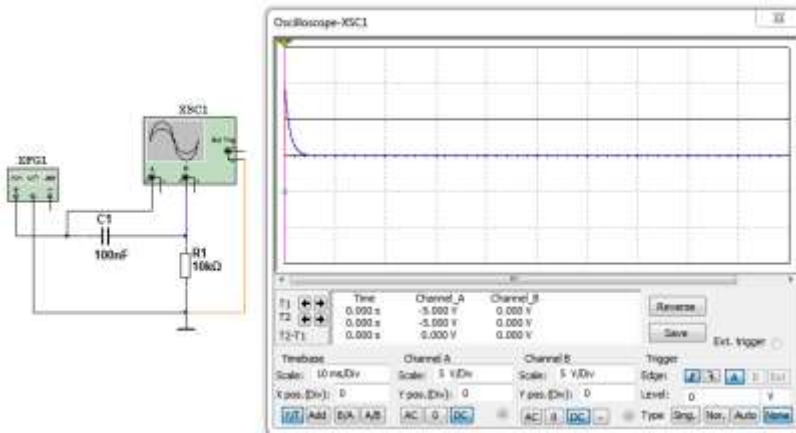 Oscilloscope-XSC1
XSC1
Ext Trig
XFG1
C1
100nF
R1
10kΩ
Time Channel_A Channel_B
T1 0.000 s -5.000 V 0.000 V
T2 0.000 s -5.000 V 0.000 V
T2-T1 0.000 s 0.000 V 0.000 V
Reverse
Save
Ext. trigger
Timebase Channel A Channel B Trigger
Scale: 10 ms/Div Scale: 5 V/Div Scale: 5 V/Div Edge: A B Ext
X pos.(Div): 0 Y pos.(Div): 0 Y pos.(Div): 0 Level: 0 V
Y/T Add B/A A/B AC 0 DC AC 0 DC - Type Sing. Nor. Auto None